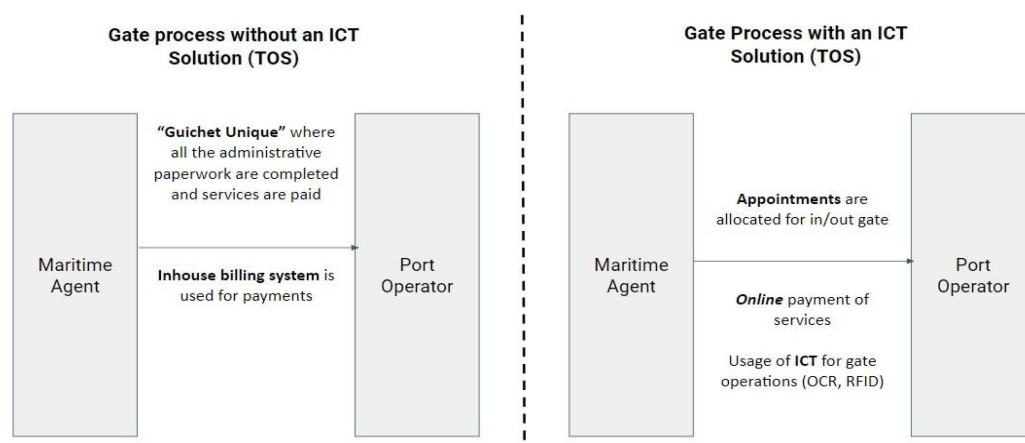 Gate process without an ICT
Solution (TOS)
Maritime
Agent
“Guichet Unique” where
all the administrative
paperwork are completed
and services are paid
Inhouse billing system is
used for payments
Port
Operator
Gate Process with an ICT
Solution (TOS)
Maritime
Agent
Appointments are
allocated for in/out gate
Online payment of
services
Usage of ICT for gate
operations (OCR, RFID)
Port
Operator